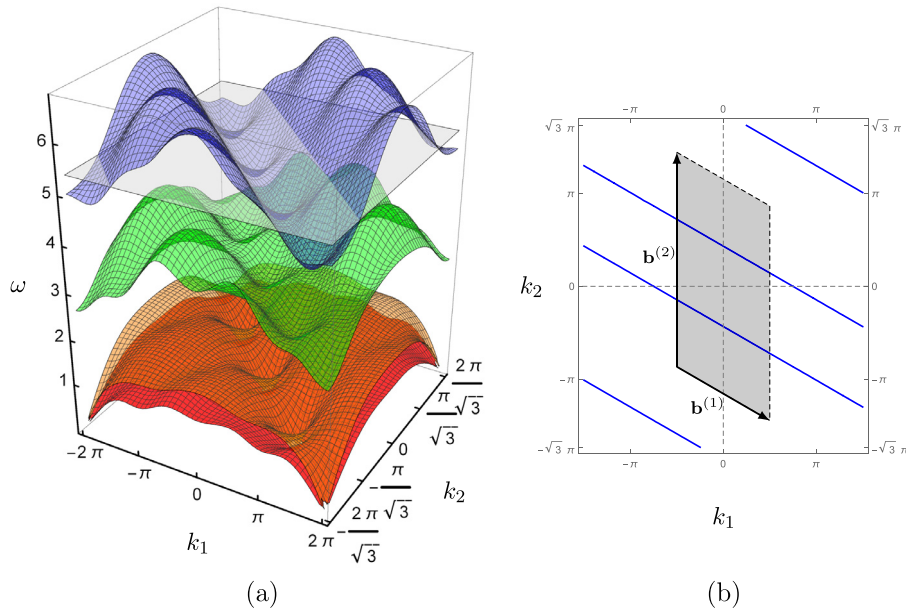 6
5
4
3
2
1
ω
−2 π
−π
0
π
2 π
k₁
−2 π/√3
−π/√3
0
π/√3
2 π/√3
k₂
(a)
−π 0 π
√3 π √3 π
π π
b⁽²⁾
k₂ 0 0
−π −π
b⁽¹⁾
−√3 π −√3 π
−π 0 π
k₁
(b)